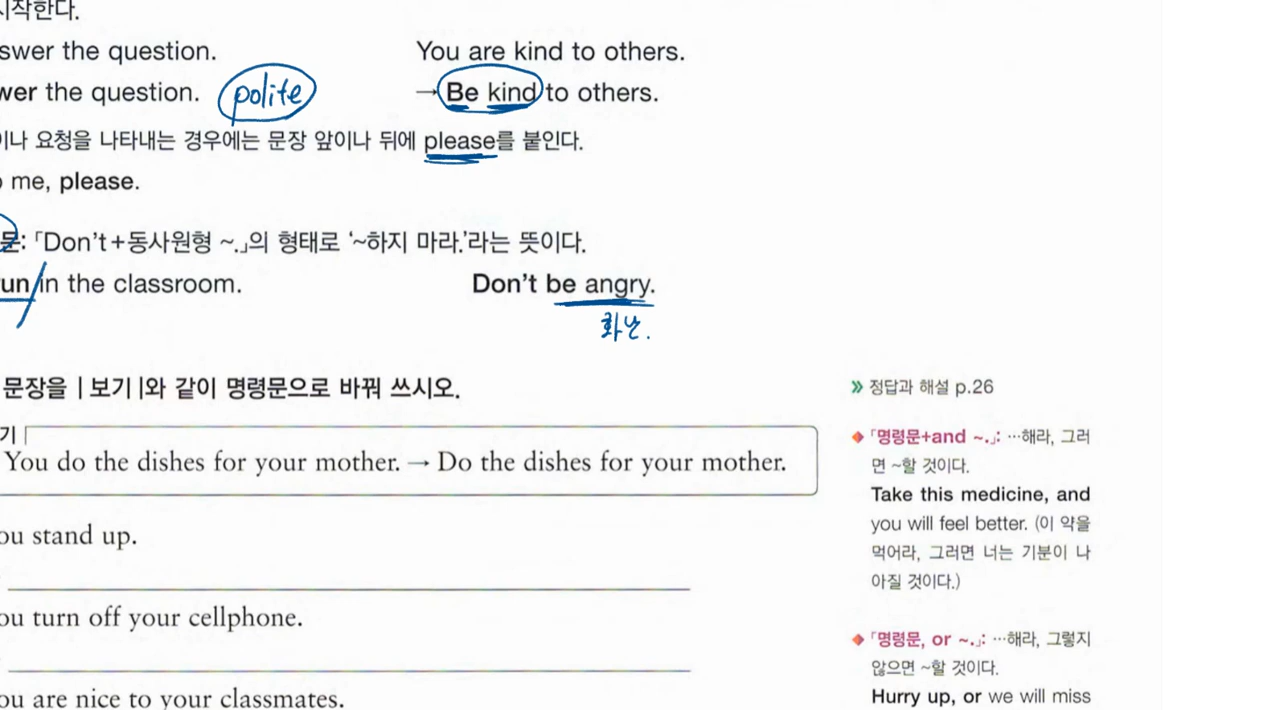 시작한다.
swer the question.
You are kind to others.
wer the question.
polite
→ Be kind to others.
이나 요청을 나타내는 경우에는 문장 앞이나 뒤에 please를 붙인다.
me, please.
문: 「Don't+동사원형 ~.」의 형태로 '~하지 마라.'라는 뜻이다.
un in the classroom.
Don't be angry.
화난.
문장을 | 보기 |와 같이 명령문으로 바꿔 쓰시오.
기
You do the dishes for your mother. → Do the dishes for your mother.
ou stand up.
ou turn off your cellphone.
ou are nice to your classmates.
» 정답과 해설 p.26
◆ 「명령문+and ~.」: …해라, 그러
면 ~할 것이다.
Take this medicine, and
you will feel better. (이 약을
먹어라, 그러면 너는 기분이 나
아질 것이다.)
◆ 「명령문, or ~.」: …해라, 그렇지
않으면 ~할 것이다.
Hurry up, or we will miss